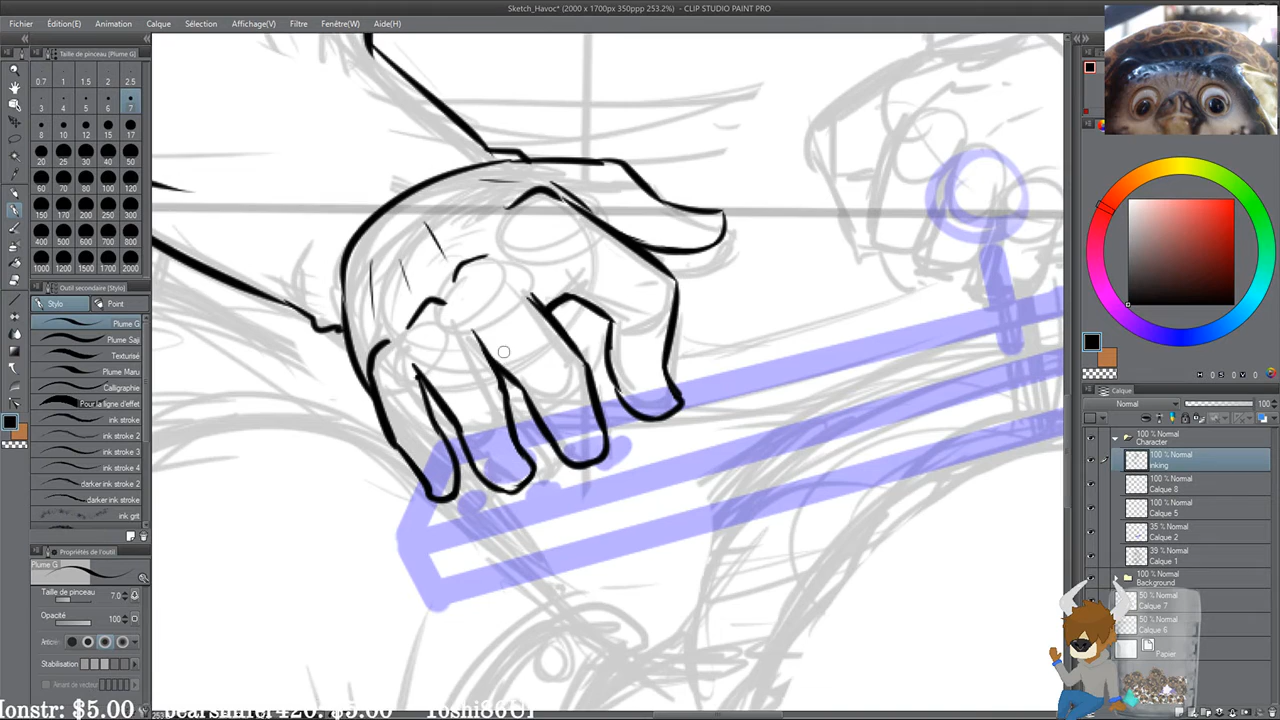 Sketch_Havoc* (2000 x 1700px 350ppp 253.2%) - CLIP STUDIO PAINT PRO
Fichier Édition(E) Animation Calque Sélection Affichage(V) Filtre Fenêtre(W) Aide(H)
Taille de pinceau [Plume G]
0.7 1 1.5 2 2.5
3 4 5 6 7
8 10 12 15 17
20 25 30 40 50
60 70 80 100 120
150 170 200 250 300
400 500 600 700 800
1000 1200 1500 1700 2000
Outil secondaire (Stylo)
Stylo Point
Plume G
Plume Saji
Texturisé
Plume Maru
Calligraphie
Pour la ligne d'effet
ink stroke
ink stroke 2
ink stroke 3
ink stroke 4
darker ink stroke 2
darker ink stroke
ink grit
Propriétés de l'outil
Plume G
Taille de pinceau 7.0
Opacité 100
Stabilisation
Aimant de vecteur
H 0 S 0 V 0
Calque
Normal 100
100 % Normal
Character
100 % Normal
inking
100 % Normal
Calque 8
100 % Normal
Calque 5
35 % Normal
Calque 2
39 % Normal
Calque 1
100 % Normal
Background
50 % Normal
Calque 7
50 % Normal
Calque 6
Papier
Monstr: $5.00